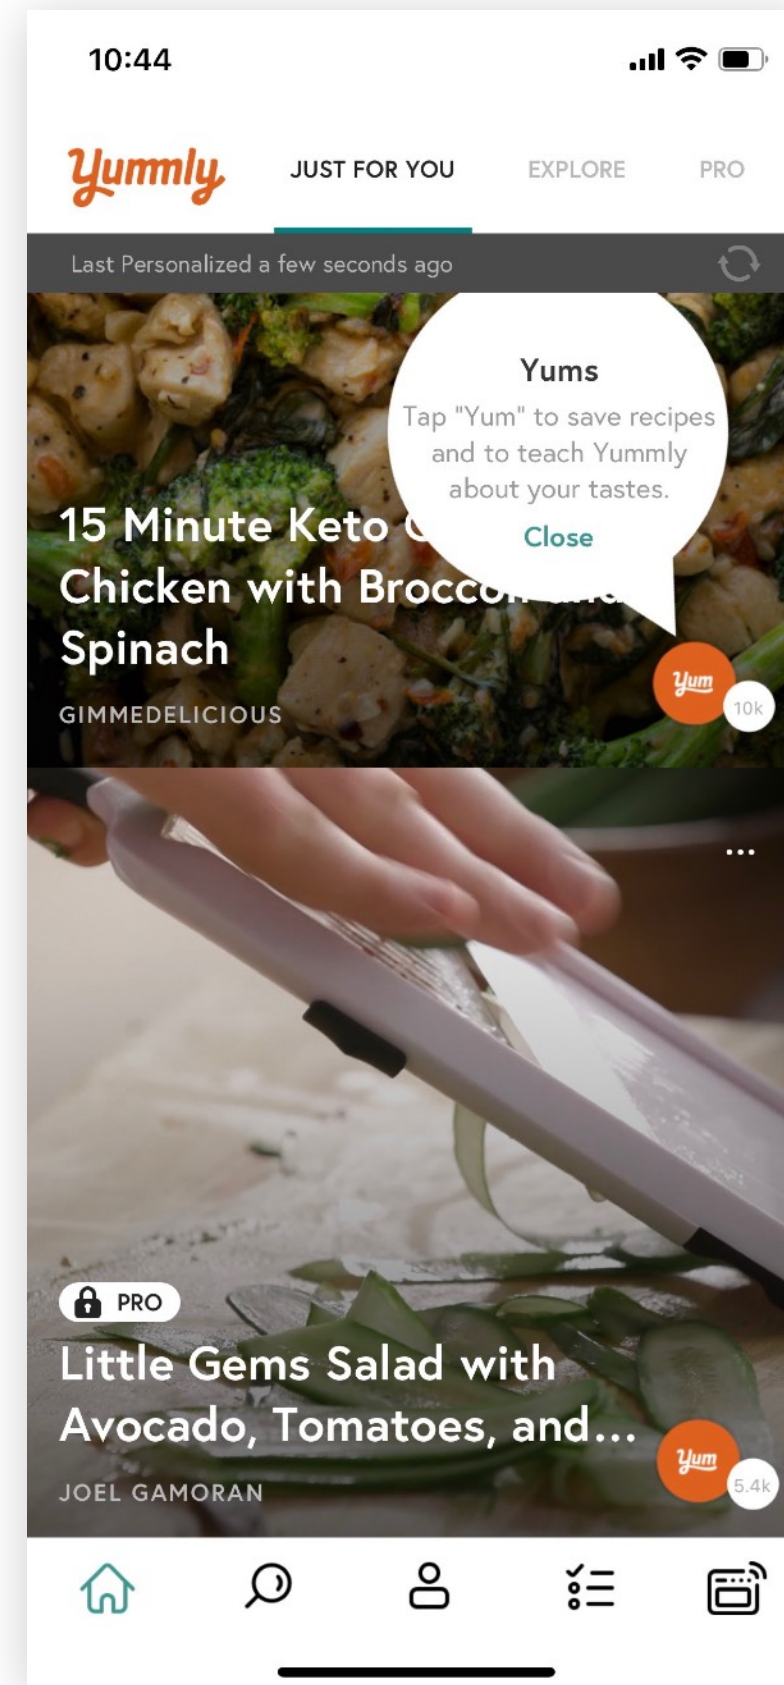 10:44
Yummly
JUST FOR YOU
EXPLORE
PRO
Last Personalized a few seconds ago
Yums
Tap "Yum" to save recipes
and to teach Yummly
about your tastes.
Close
15 Minute Keto
Chicken with
Spinach
GIMMEDELICIOUS
Yum
10k
...
PRO
Little Gems Salad with
Avocado, Tomatoes, and...
JOEL GAMORAN
Yum
5.4k